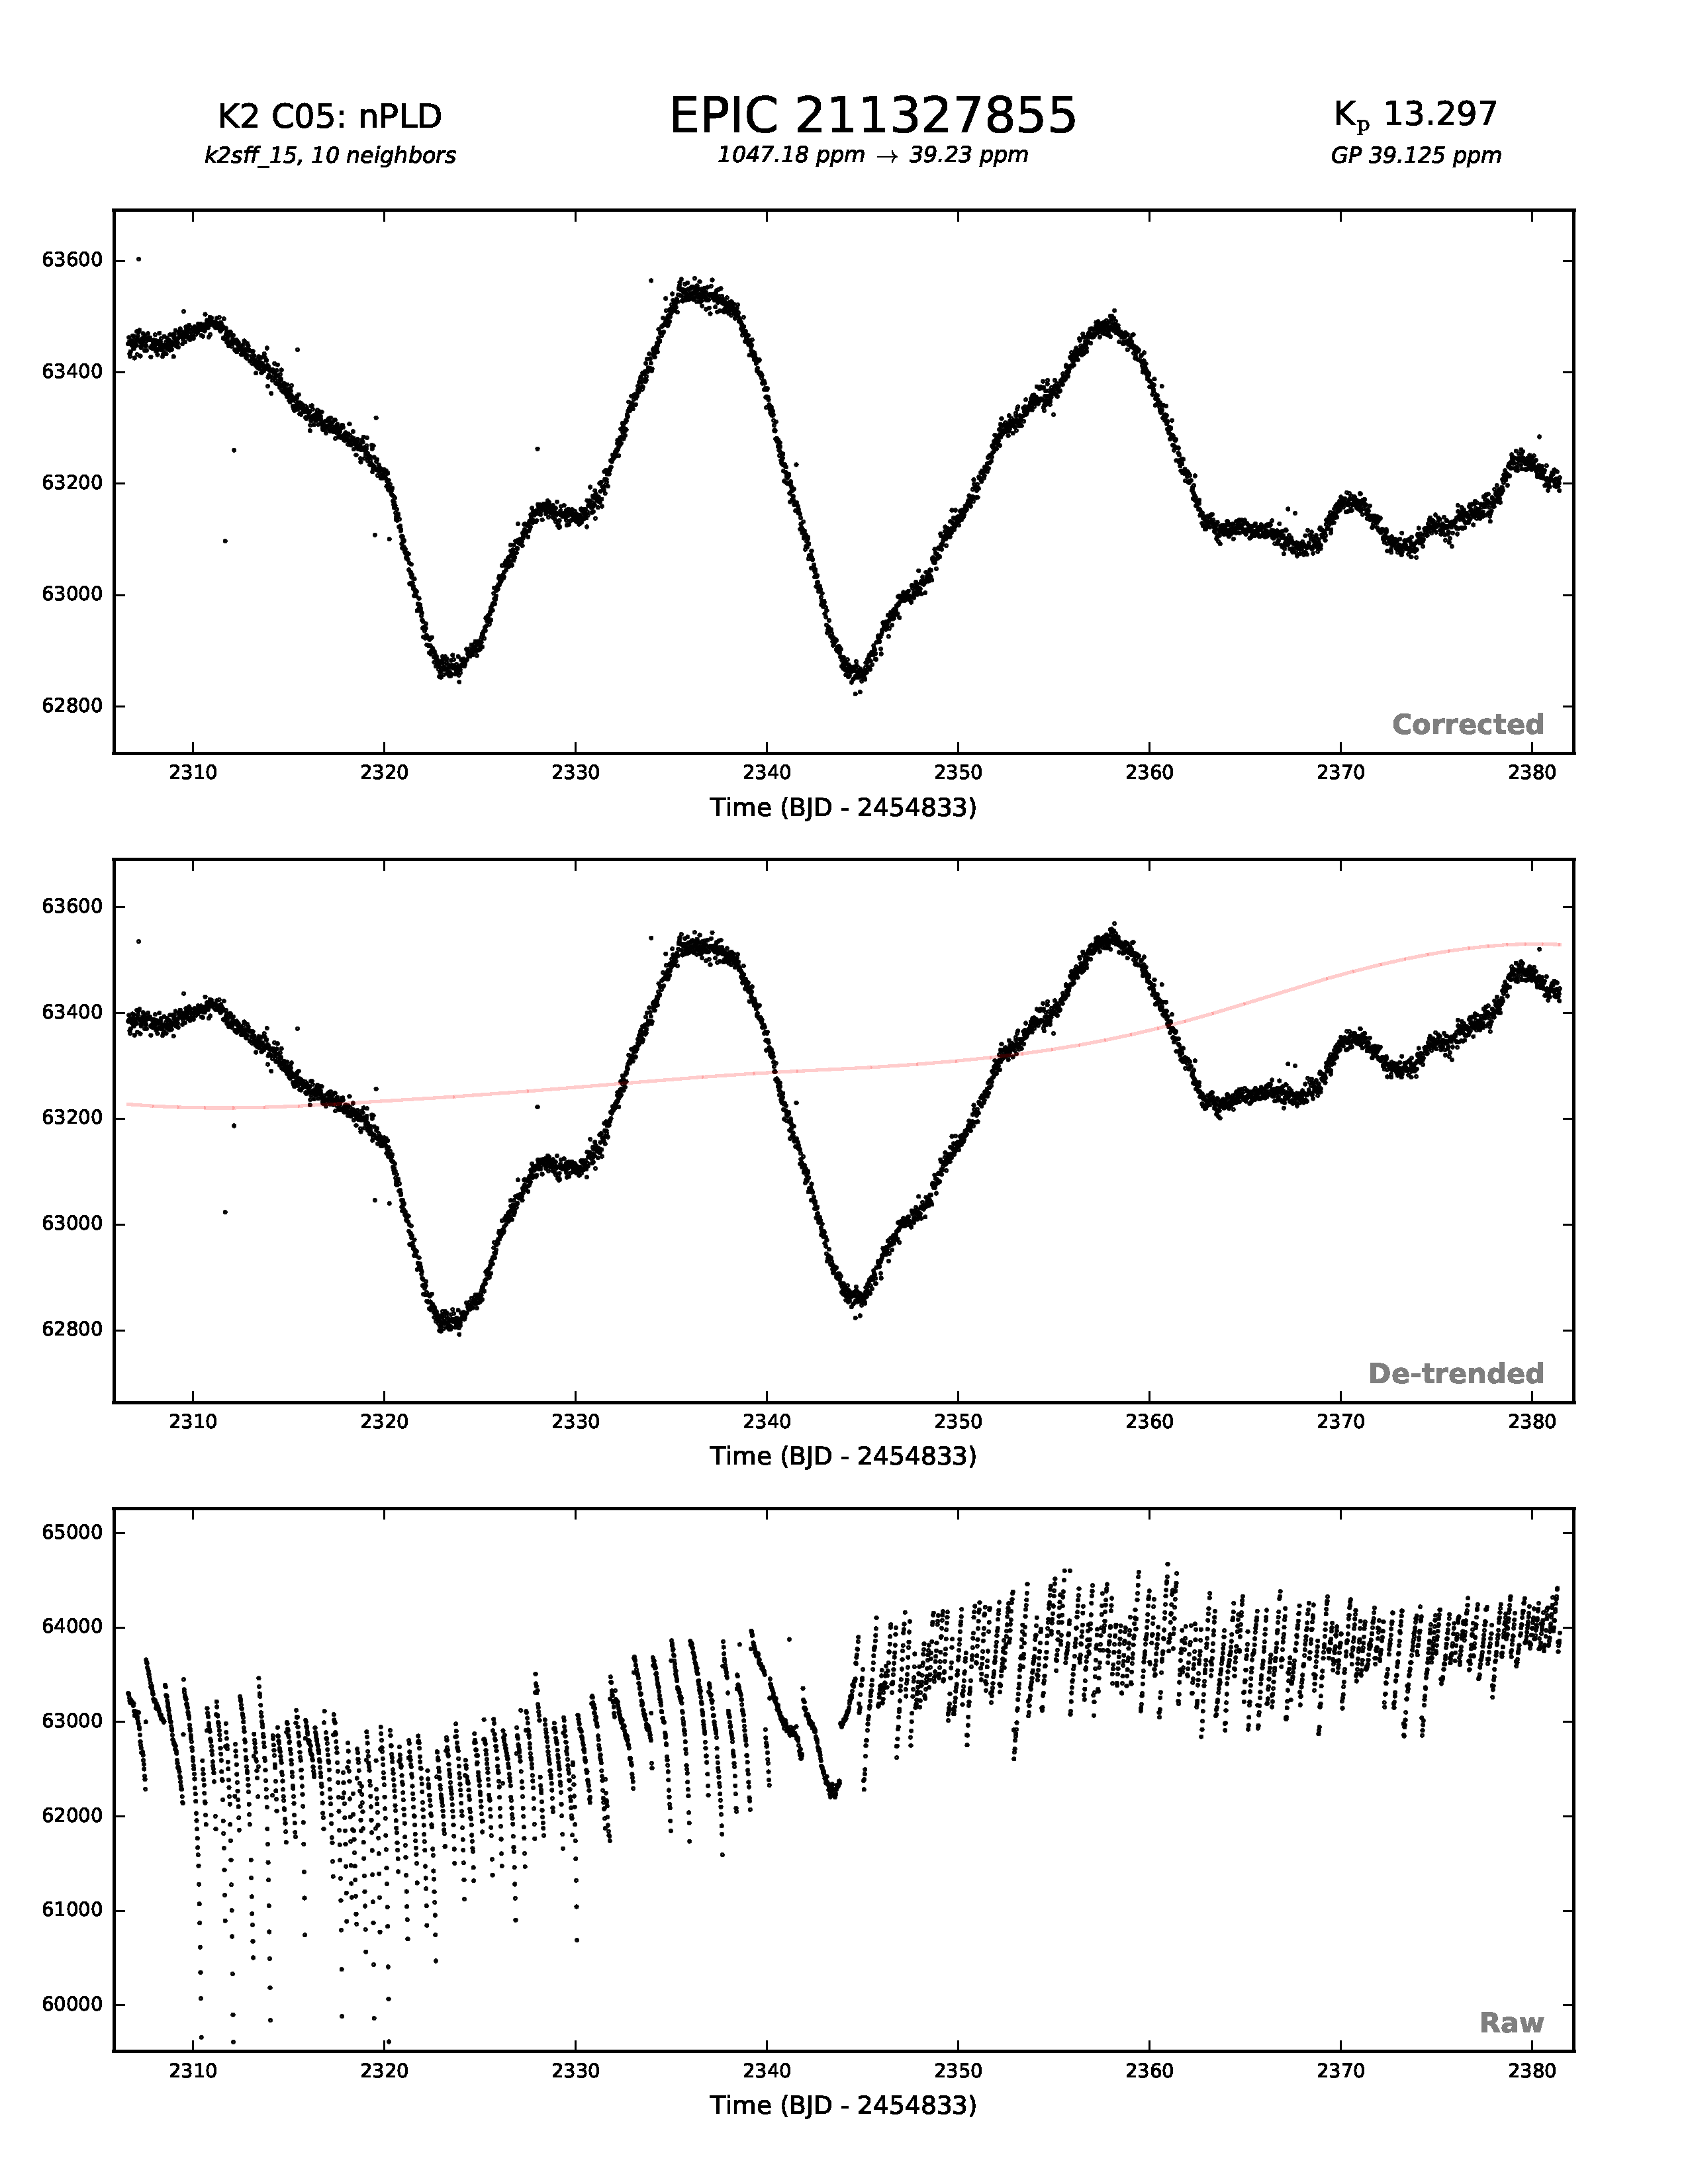 K2 C05: nPLD
EPIC 211327855
Kp 13.297
k2sff_15, 10 neighbors
1047.18 ppm → 39.23 ppm
GP 39.125 ppm
63600
63400
63200
63000
62800
Corrected
2310 2320 2330 2340 2350 2360 2370 2380
Time (BJD - 2454833)
63600
63400
63200
63000
62800
De-trended
2310 2320 2330 2340 2350 2360 2370 2380
Time (BJD - 2454833)
65000
64000
63000
62000
61000
60000
Raw
2310 2320 2330 2340 2350 2360 2370 2380
Time (BJD - 2454833)